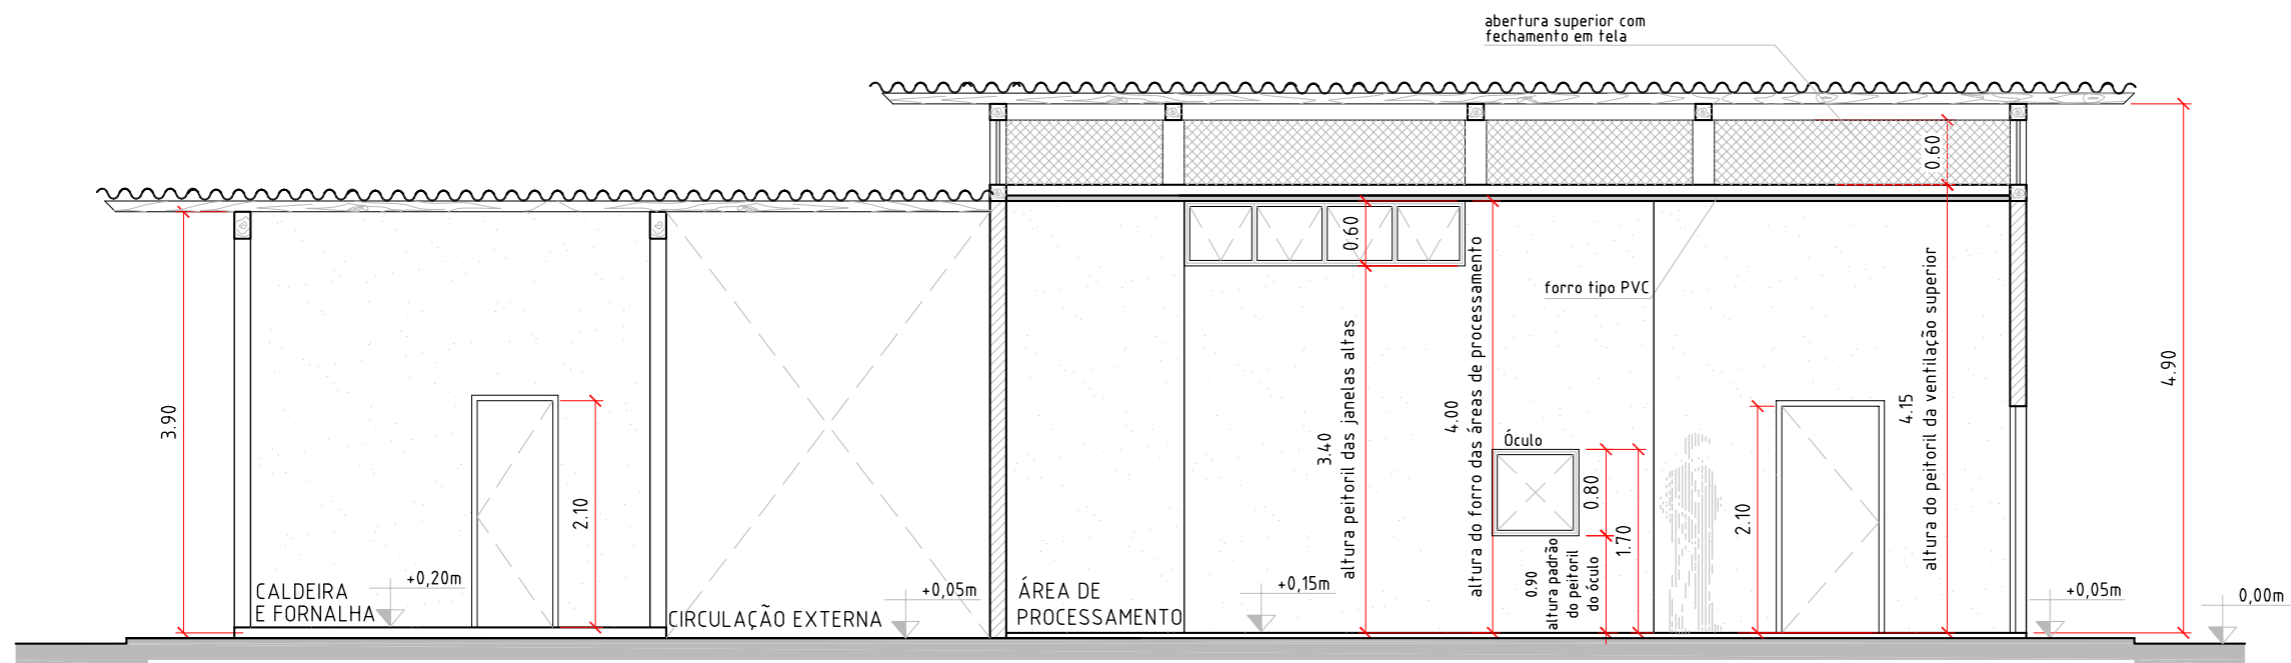 abertura superior com
fechamento em tela
0.60
0.60
forro tipo PVC
3.90
2.10
CALDEIRA
E FORNALHA
+0,20m
CIRCULAÇÃO EXTERNA
+0,05m
ÁREA DE
PROCESSAMENTO
+0,15m
3.40
altura peitoril das janelas altas
4.00
altura do forro das áreas de processamento
Óculo
0.80
1.70
0.90
altura padrão
do peitoril
do óculo
2.10
4.15
altura do peitoril da ventilação superior
4.90
+0,05m
0,00m